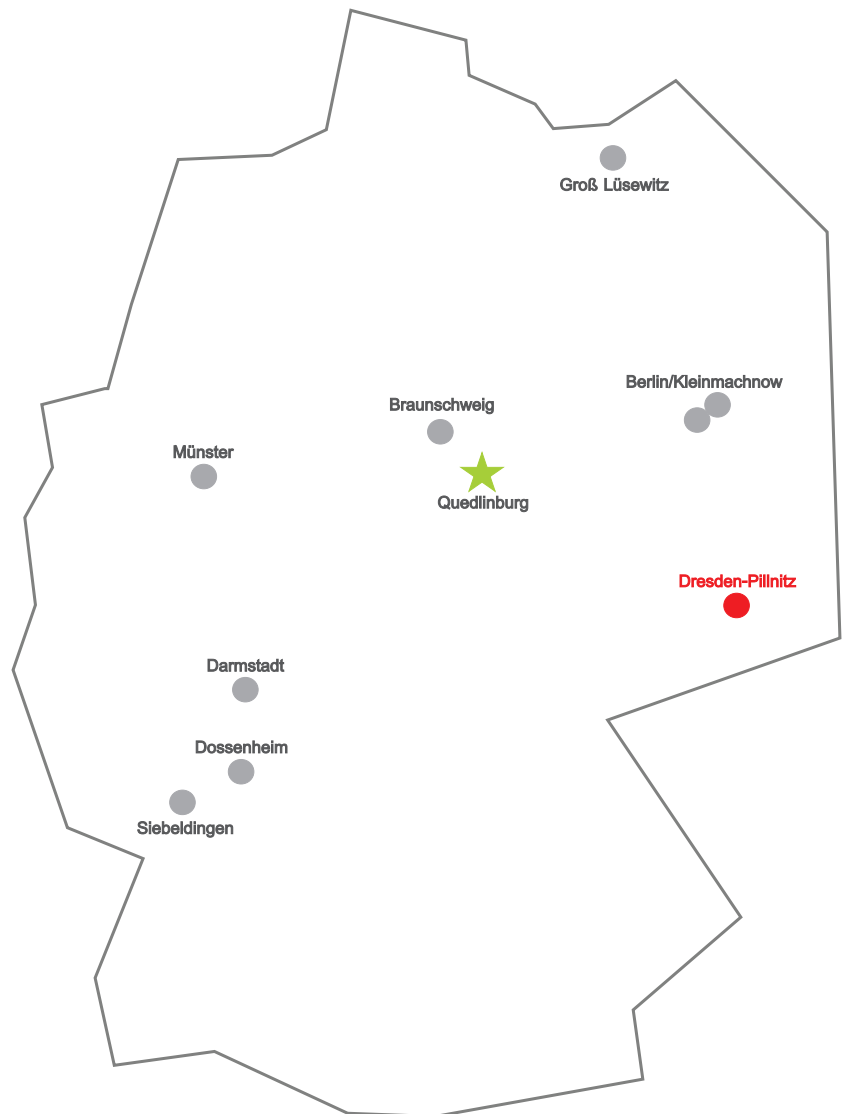 Groß Lüsewitz
Berlin/Kleinmachnow
Braunschweig
Münster
Quedlinburg
Dresden-Pillnitz
Darmstadt
Dossenheim
Siebeldingen